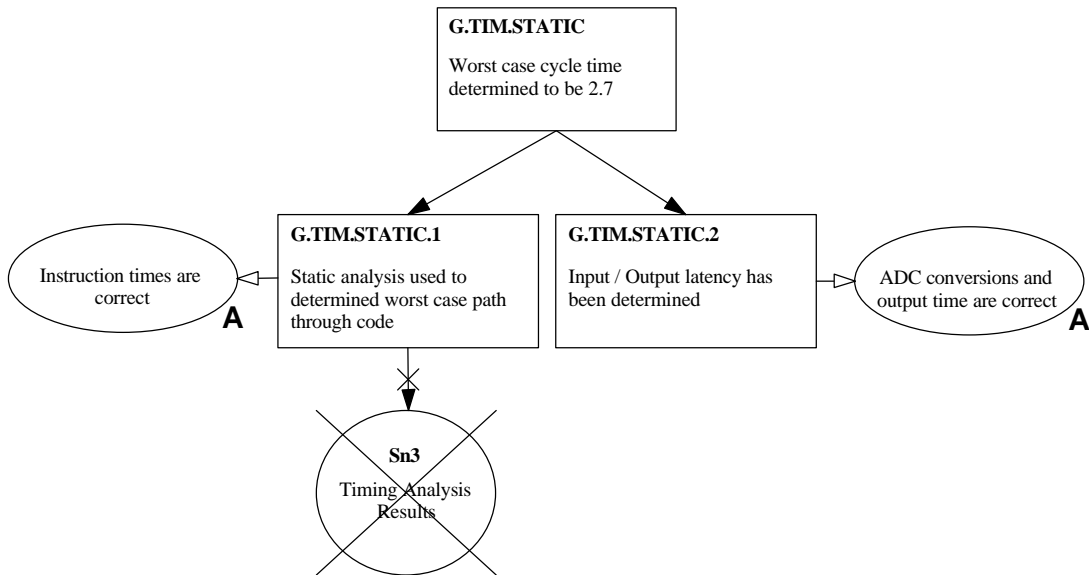 G.TIM.STATIC
Worst case cycle time
determined to be 2.7
G.TIM.STATIC.1
Static analysis used to
determined worst case path
through code
G.TIM.STATIC.2
Input / Output latency has
been determined
Instruction times are
correct
A
ADC conversions and
output time are correct
A
Sn3
Timing Analysis
Results